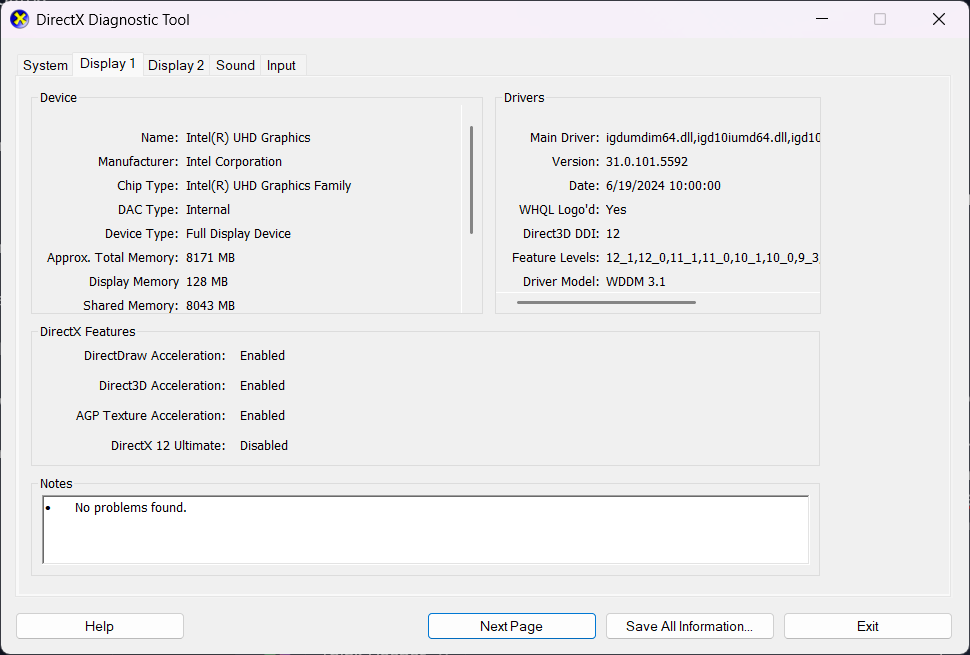 DirectX Diagnostic Tool
System Display 1 Display 2 Sound Input
Device
Name: Intel(R) UHD Graphics
Manufacturer: Intel Corporation
Chip Type: Intel(R) UHD Graphics Family
DAC Type: Internal
Device Type: Full Display Device
Approx. Total Memory: 8171 MB
Display Memory 128 MB
Shared Memory: 8043 MB
Drivers
Main Driver: igdumdim64.dll,igd10iumd64.dll,igd10
Version: 31.0.101.5592
Date: 6/19/2024 10:00:00
WHQL Logo'd: Yes
Direct3D DDI: 12
Feature Levels: 12_1,12_0,11_1,11_0,10_1,10_0,9_3,
Driver Model: WDDM 3.1
DirectX Features
DirectDraw Acceleration: Enabled
Direct3D Acceleration: Enabled
AGP Texture Acceleration: Enabled
DirectX 12 Ultimate: Disabled
Notes
• No problems found.
Help Next Page Save All Information... Exit